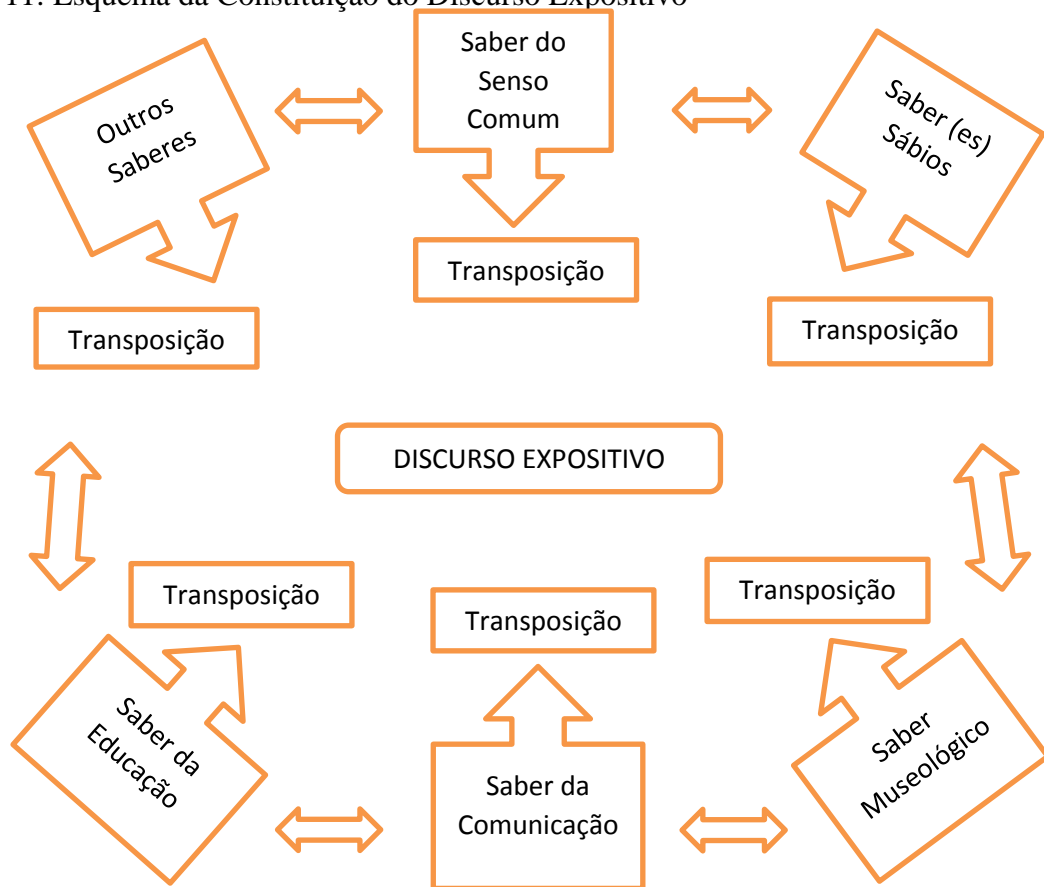 11: Esquema da Constituição do Discurso Expositivo
Saber do
Senso
Comum
Outros
Saberes
Saber (es)
Sábios
Transposição
Transposição
Transposição
DISCURSO EXPOSITIVO
Transposição
Transposição
Transposição
Saber da
Educação
Saber da
Comunicação
Saber
Museológico